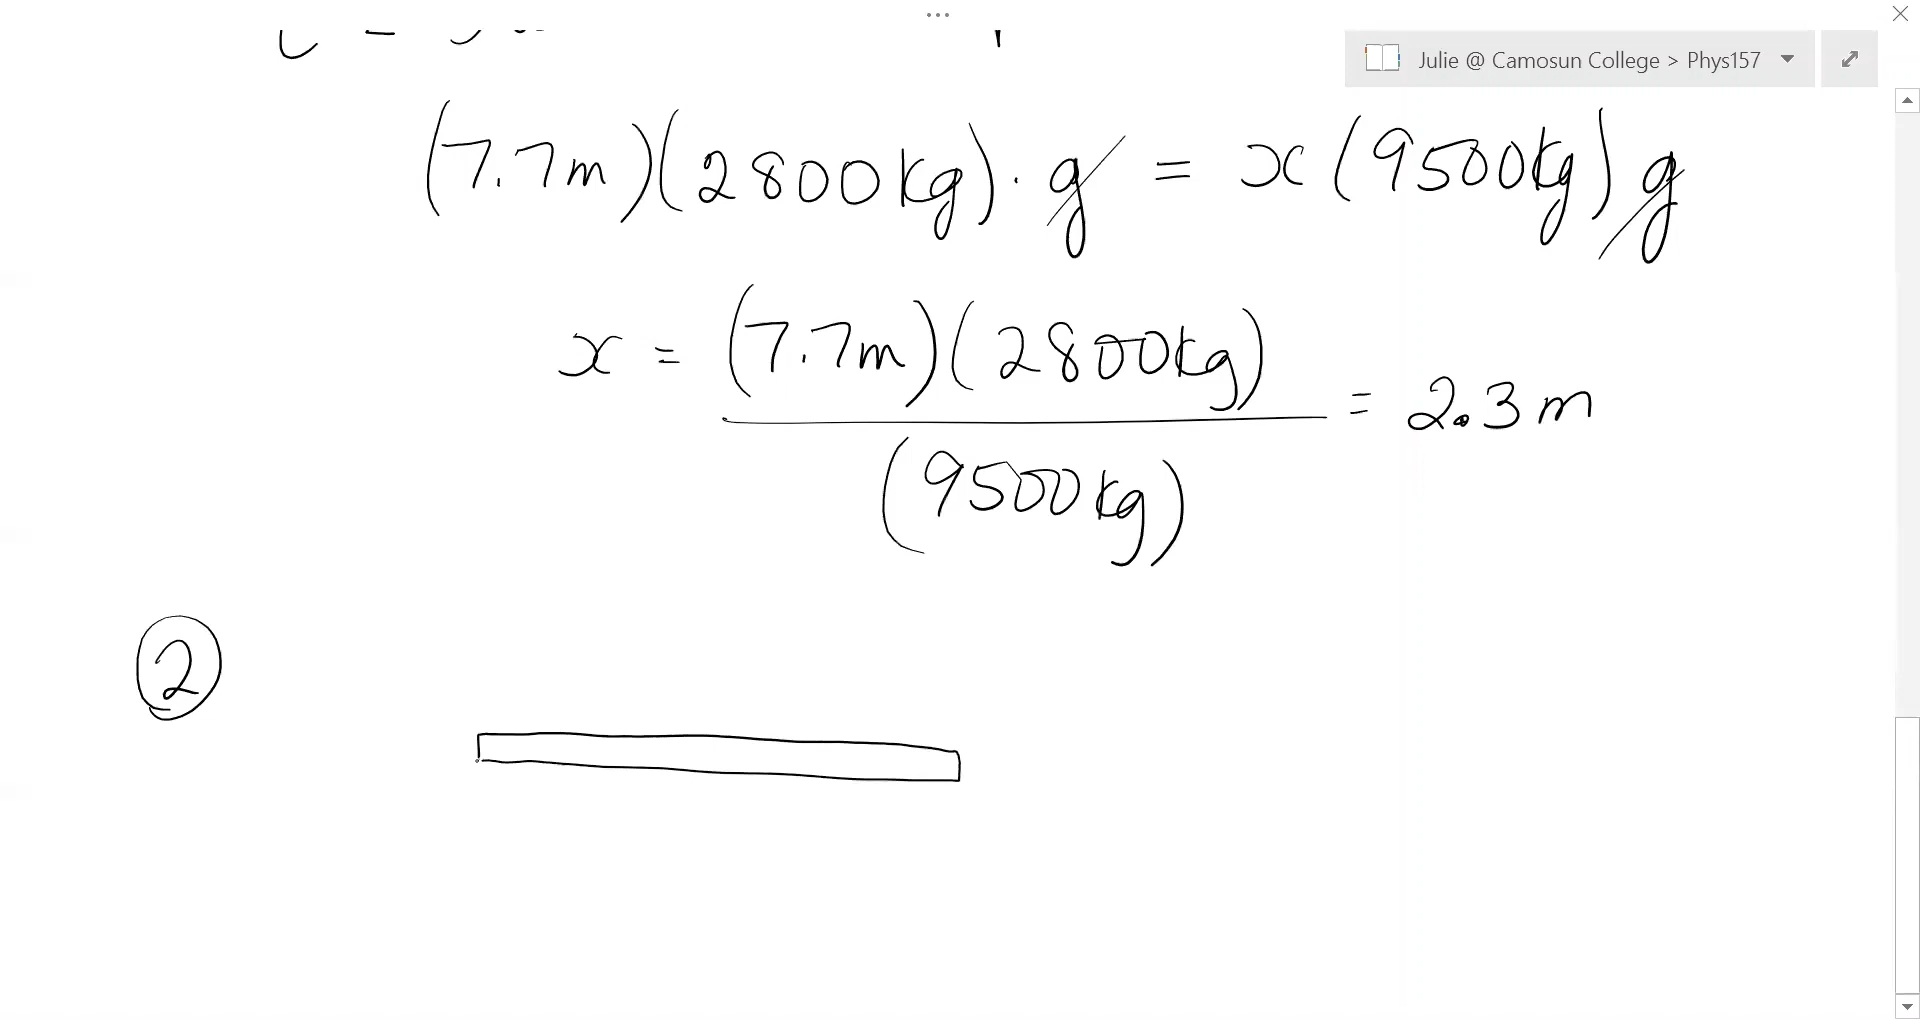 Julie @ Camosun College > Phys157
(7.7m)(2800kg)·g = x(9500kg)g
x = (7.7m)(2800kg)
= 2.3m
(9500kg)
2